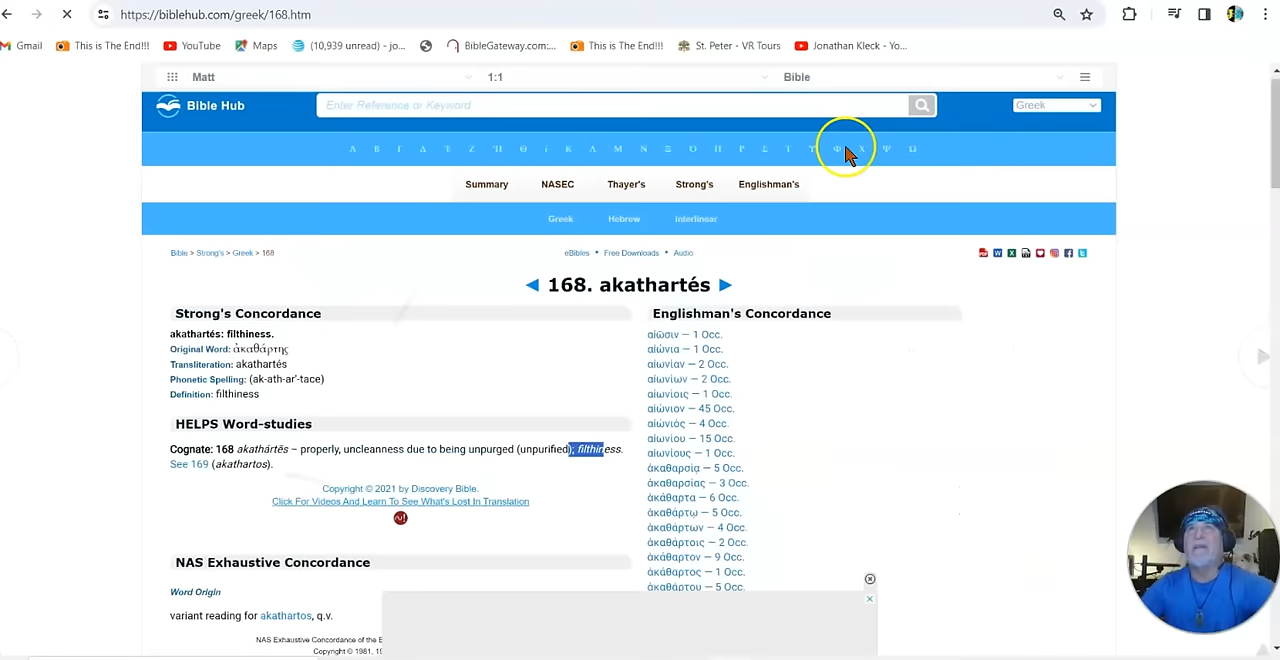 https://biblehub.com/greek/168.htm
Gmail This is The End!!! YouTube Maps (10,939 unread) - jo... BibleGateway.com:... This is The End!!! St. Peter - VR Tours Jonathan Kleck - Yo...
Matt 1:1 Bible
Bible Hub Enter Reference or Keyword Greek
Α Β Γ Δ Ἐ Ζ Ἡ Θ ἰ Κ Λ Μ Ν Ξ Ὀ Π Ρ Σ Τ Υ Φ Χ Ψ Ω
Summary NASEC Thayer's Strong's Englishman's
Greek Hebrew Interlinear
Bible > Strong's > Greek > 168
eBibles • Free Downloads • Audio
◄ 168. akathartés ►
Strong's Concordance
akathartés: filthiness.
Original Word: ἀκαθάρτης
Transliteration: akathartés
Phonetic Spelling: (ak-ath-ar'-tace)
Definition: filthiness
HELPS Word-studies
Cognate: 168 akathártēs – properly, uncleanness due to being unpurged (unpurified), filthiness.
See 169 (akathartos).
Copyright © 2021 by Discovery Bible.
Click For Videos And Learn To See What's Lost In Translation
NAS Exhaustive Concordance
Word Origin
variant reading for akathartos, q.v.
NAS Exhaustive Concordance of the B
Copyright © 1981, 19
Englishman's Concordance
αἰῶσιν — 1 Occ.
αἰώνια — 1 Occ.
αἰωνίαν — 2 Occ.
αἰωνίων — 2 Occ.
αἰωνίοις — 1 Occ.
αἰώνιον — 45 Occ.
αἰώνιός — 4 Occ.
αἰωνίου — 15 Occ.
αἰωνίους — 1 Occ.
ἀκαθαρσίᾳ — 5 Occ.
ἀκαθαρσίας — 3 Occ.
ἀκάθαρτα — 6 Occ.
ἀκαθάρτῳ — 5 Occ.
ἀκαθάρτων — 4 Occ.
ἀκαθάρτοις — 2 Occ.
ἀκάθαρτον — 9 Occ.
ἀκάθαρτος — 1 Occ.
ἀκαθάρτου — 5 Occ.